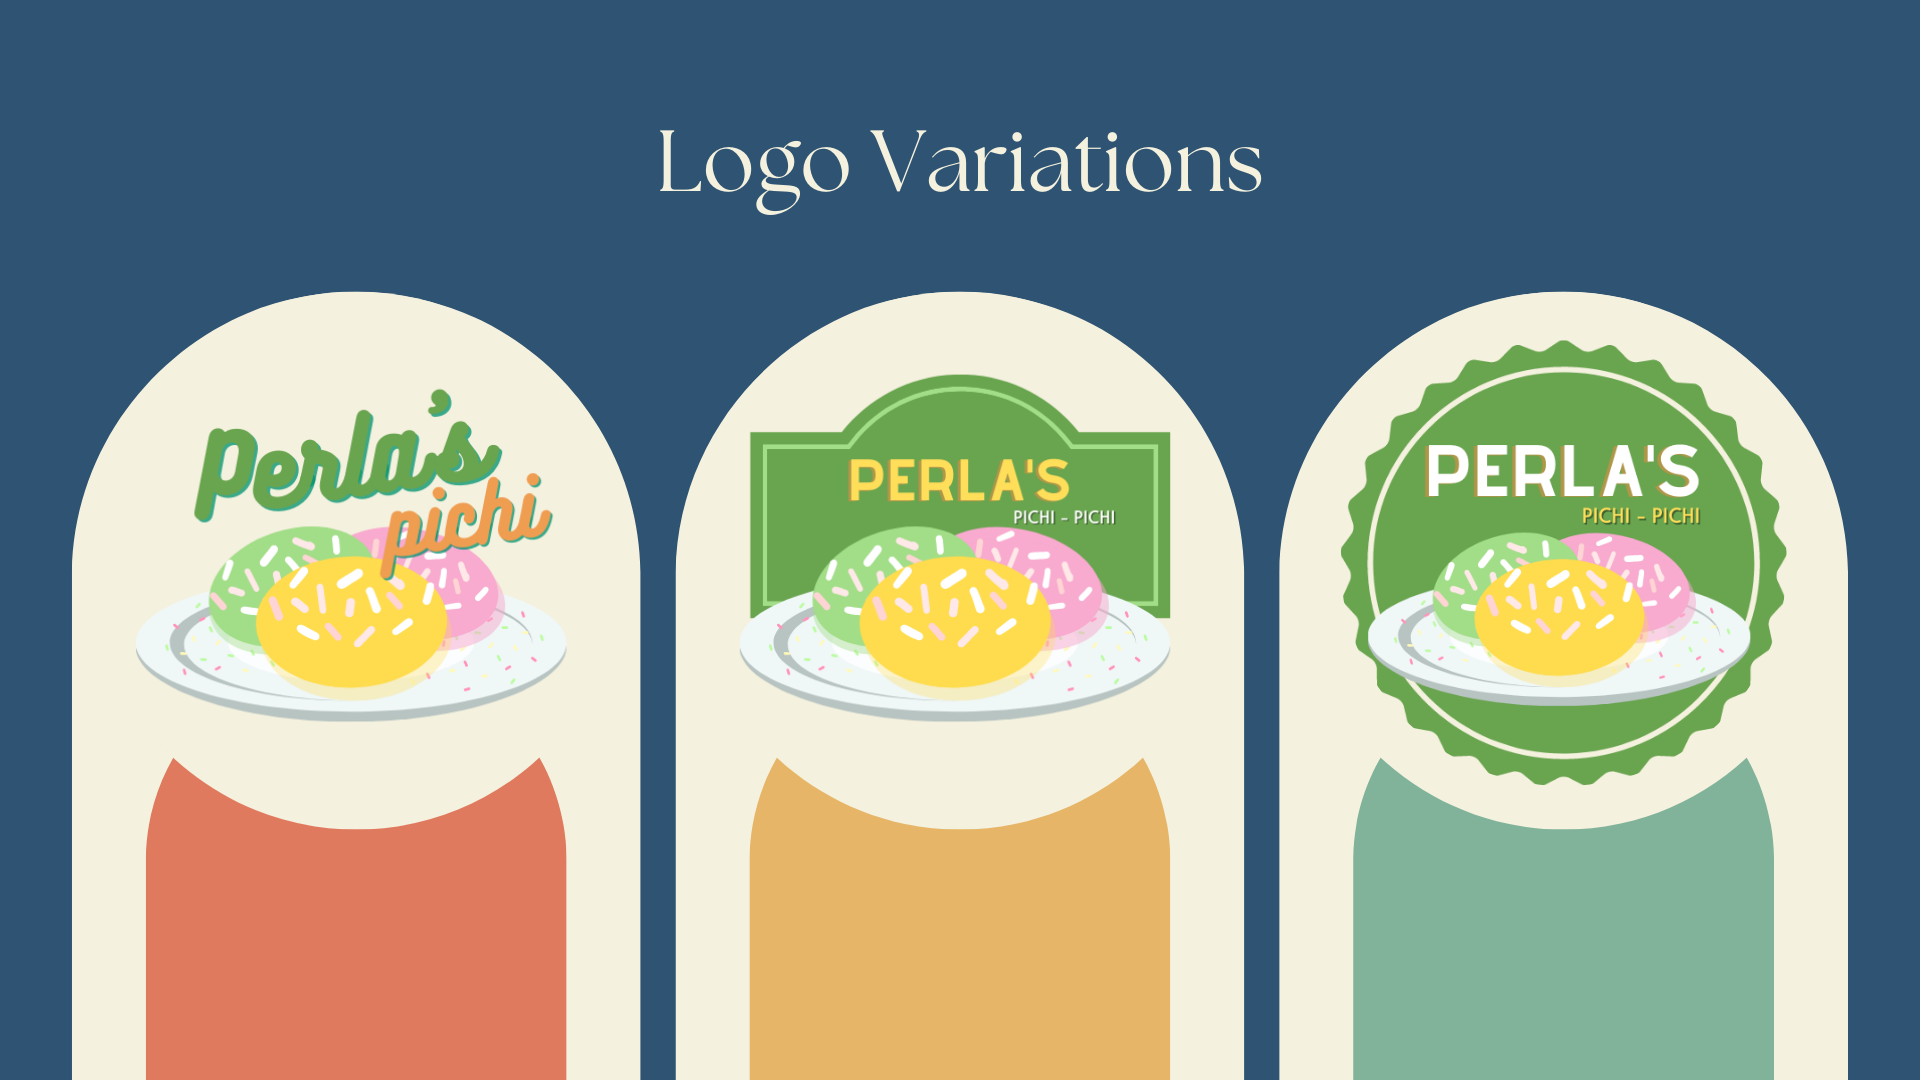 Logo Variations
perla's
pichi
PERLA'S
PICHI - PICHI
PERLA'S
PICHI - PICHI